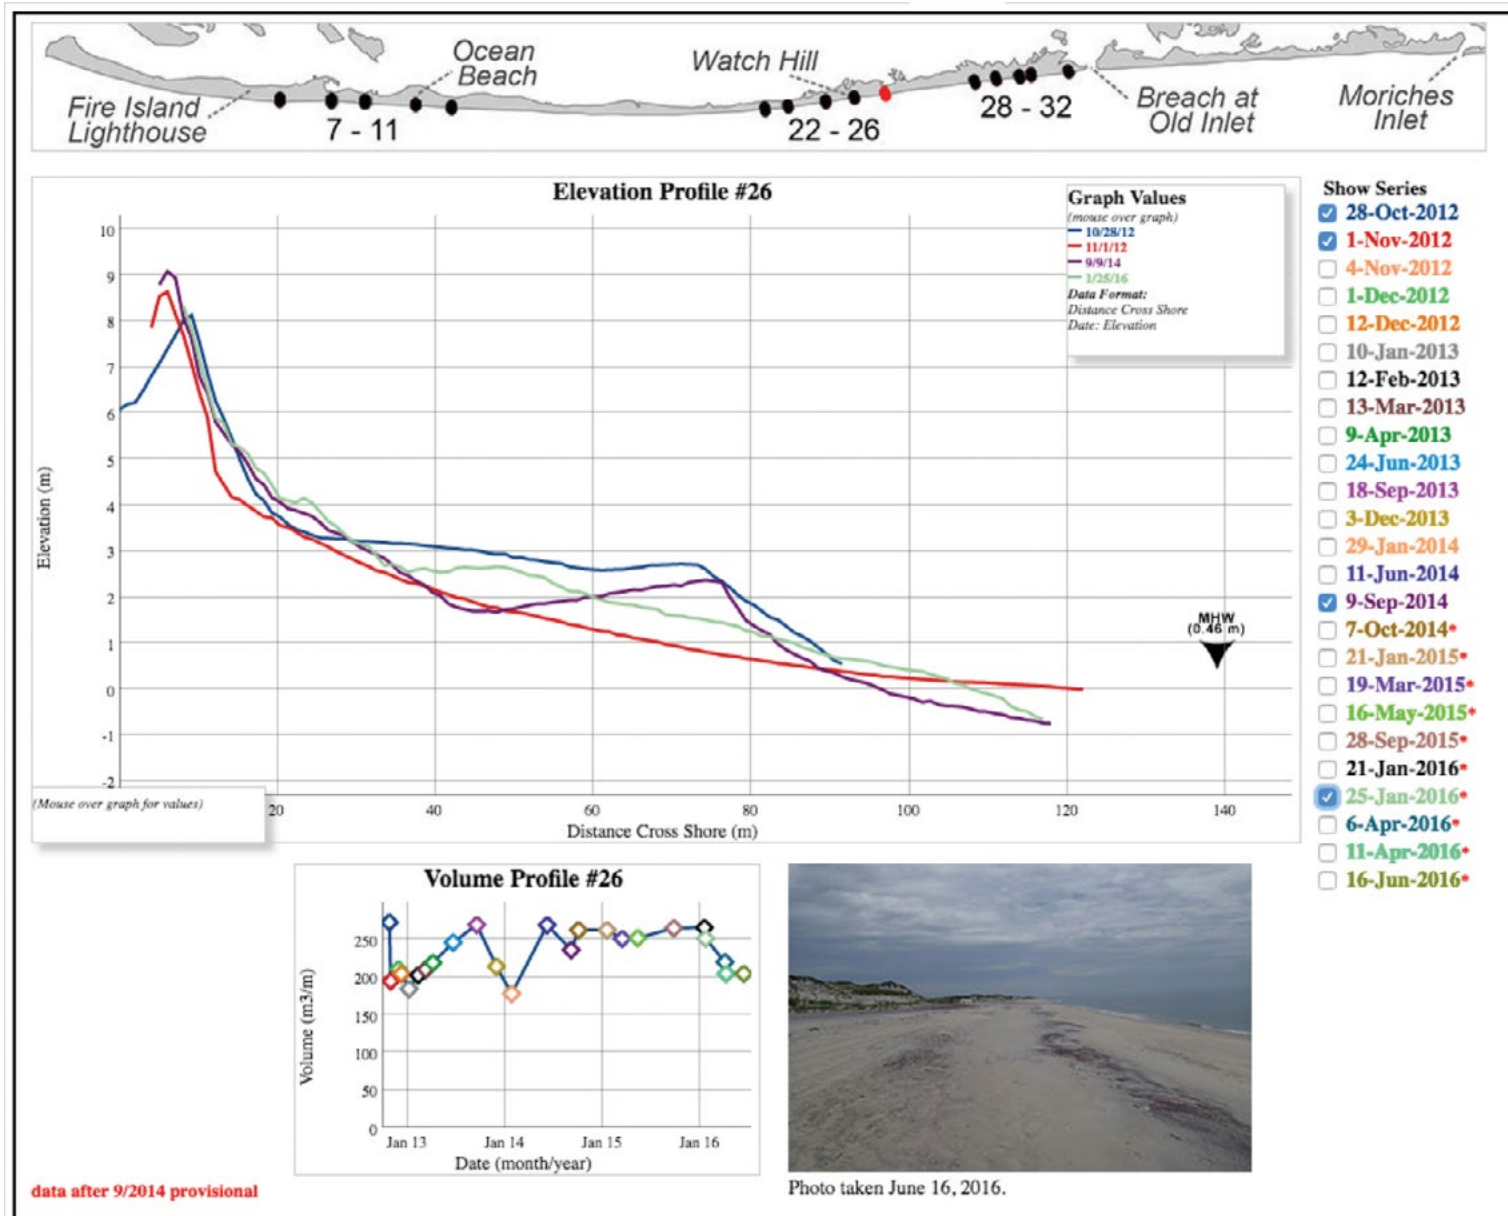 Ocean
Beach
Watch Hill
Fire Island
Lighthouse
7 - 11
22 - 26
28 - 32
Breach at
Old Inlet
Moriches
Inlet
Elevation Profile #26
Graph Values
(mouse over graph)
10/28/12
11/1/12
9/9/14
1/25/16
Data Format:
Distance Cross Shore
Date: Elevation
10
9
8
7
6
5
4
3
2
1
0
-1
-2
Elevation (m)
MHW
(0.46 m)
(Mouse over graph for values)
20
40
60
80
100
120
140
Distance Cross Shore (m)
Show Series
28-Oct-2012
1-Nov-2012
4-Nov-2012
1-Dec-2012
12-Dec-2012
10-Jan-2013
12-Feb-2013
13-Mar-2013
9-Apr-2013
24-Jun-2013
18-Sep-2013
3-Dec-2013
29-Jan-2014
11-Jun-2014
9-Sep-2014
7-Oct-2014*
21-Jan-2015*
19-Mar-2015*
16-May-2015*
28-Sep-2015*
21-Jan-2016*
25-Jan-2016*
6-Apr-2016*
11-Apr-2016*
16-Jun-2016*
Volume Profile #26
250
200
150
100
50
0
Volume (m3/m)
Jan 13
Jan 14
Jan 15
Jan 16
Date (month/year)
data after 9/2014 provisional
Photo taken June 16, 2016.